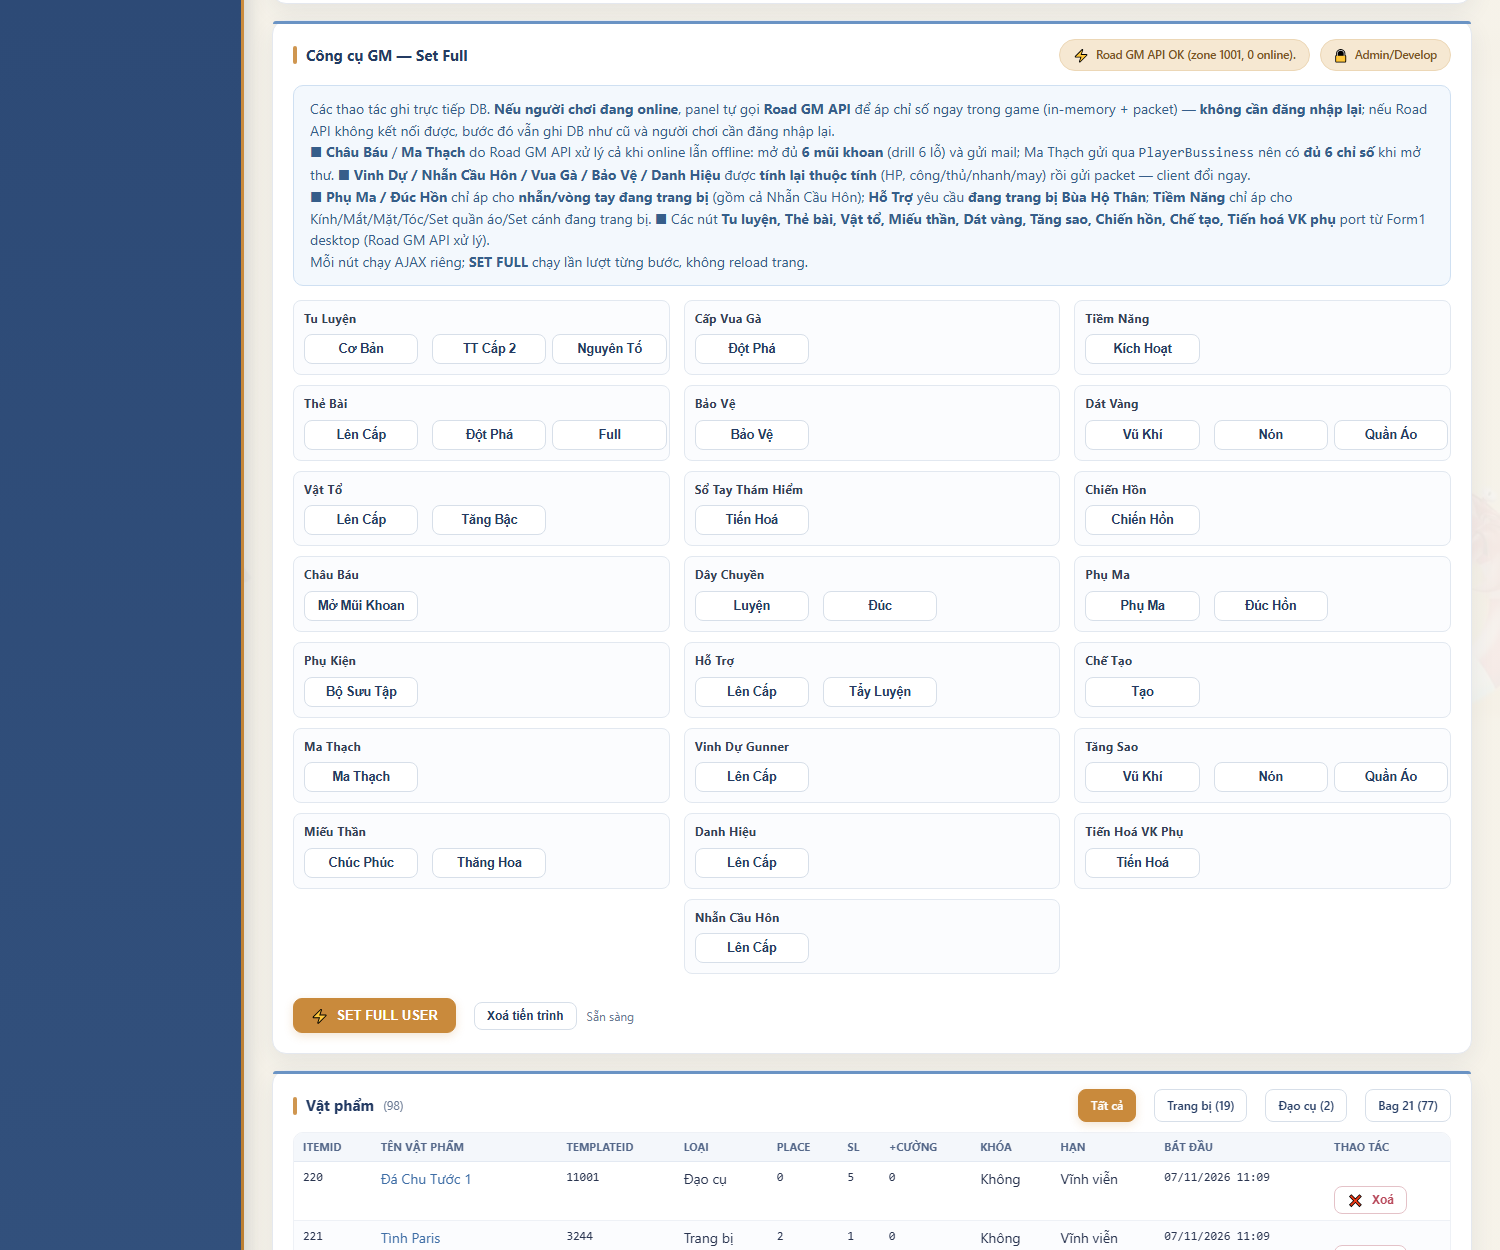 Công cụ GM — Set Full
Road GM API OK (zone 1001, 0 online).
Admin/Develop
Các thao tác ghi trực tiếp DB. Nếu người chơi đang online, panel tự gọi Road GM API để áp chỉ số ngay trong game (in-memory + packet) — không cần đăng nhập lại; nếu Road
API không kết nối được, bước đó vẫn ghi DB như cũ và người chơi cần đăng nhập lại.
■ Châu Báu / Ma Thạch do Road GM API xử lý cả khi online lẫn offline: mở đủ 6 mũi khoan (drill 6 lỗ) và gửi mail; Ma Thạch gửi qua PlayerBussiness nên có đủ 6 chỉ số khi mở
thư. ■ Vinh Dự / Nhẫn Cầu Hôn / Vua Gà / Bảo Vệ / Danh Hiệu được tính lại thuộc tính (HP, công/thủ/nhanh/may) rồi gửi packet — client đổi ngay.
■ Phụ Ma / Đúc Hồn chỉ áp cho nhẫn/vòng tay đang trang bị (gồm cả Nhẫn Cầu Hôn); Hỗ Trợ yêu cầu đang trang bị Bùa Hộ Thân; Tiềm Năng chỉ áp cho
Kính/Mắt/Mặt/Tóc/Set quần áo/Set cánh đang trang bị. ■ Các nút Tu luyện, Thẻ bài, Vật tổ, Miếu thần, Dát vàng, Tăng sao, Chiến hồn, Chế tạo, Tiến hoá VK phụ port từ Form1
desktop (Road GM API xử lý).
Mỗi nút chạy AJAX riêng; SET FULL chạy lần lượt từng bước, không reload trang.
Tu Luyện
Cơ Bản
TT Cấp 2
Nguyên Tố
Cấp Vua Gà
Đột Phá
Tiềm Năng
Kích Hoạt
Thẻ Bài
Lên Cấp
Đột Phá
Full
Bảo Vệ
Bảo Vệ
Dát Vàng
Vũ Khí
Nón
Quần Áo
Vật Tổ
Lên Cấp
Tăng Bậc
Sổ Tay Thám Hiểm
Tiến Hoá
Chiến Hồn
Chiến Hồn
Châu Báu
Mở Mũi Khoan
Dây Chuyền
Luyện
Đúc
Phụ Ma
Phụ Ma
Đúc Hồn
Phụ Kiện
Bộ Sưu Tập
Hỗ Trợ
Lên Cấp
Tẩy Luyện
Chế Tạo
Tạo
Ma Thạch
Ma Thạch
Vinh Dự Gunner
Lên Cấp
Tăng Sao
Vũ Khí
Nón
Quần Áo
Miếu Thần
Chúc Phúc
Thăng Hoa
Danh Hiệu
Lên Cấp
Tiến Hoá VK Phụ
Tiến Hoá
Nhẫn Cầu Hôn
Lên Cấp
SET FULL USER
Xoá tiến trình
Sẵn sàng
Vật phẩm (98)
Tất cả
Trang bị (19)
Đạo cụ (2)
Bag 21 (77)
ITEMID TÊN VẬT PHẨM TEMPLATEID LOẠI PLACE SL +CƯỜNG KHÓA HẠN BẮT ĐẦU THAO TÁC
220 Đá Chu Tước 1 11001 Đạo cụ 0 5 0 Không Vĩnh viễn 07/11/2026 11:09
Xoá
221 Tình Paris 3244 Trang bị 2 1 0 Không Vĩnh viễn 07/11/2026 11:09